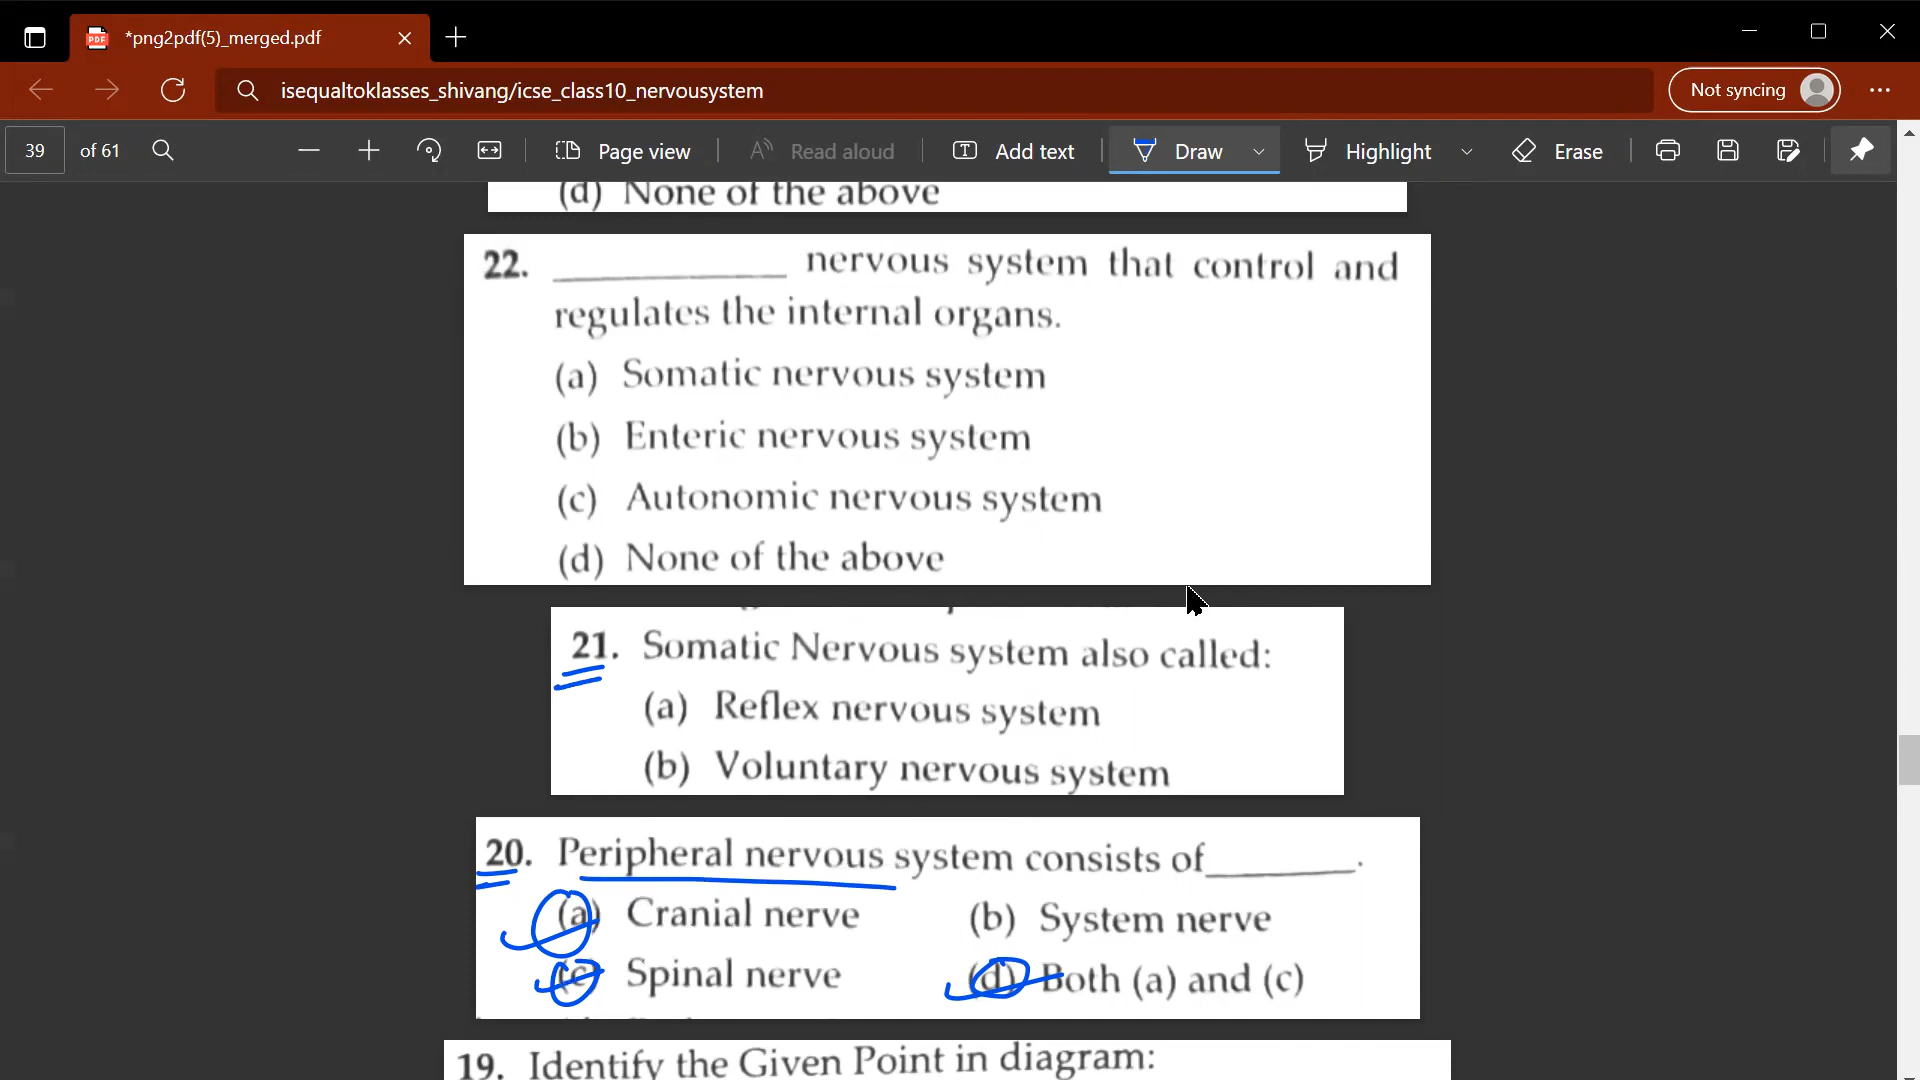 *png2pdf(5)_merged.pdf
isequaltoklasses_shivang/icse_class10_nervousystem
Not syncing
39 of 61
Page view
Read aloud
Add text
Draw
Highlight
Erase
(d) None of the above
22. ____________ nervous system that control and
regulates the internal organs.
(a) Somatic nervous system
(b) Enteric nervous system
(c) Autonomic nervous system
(d) None of the above
21. Somatic Nervous system also called:
(a) Reflex nervous system
(b) Voluntary nervous system
20. Peripheral nervous system consists of________.
(a) Cranial nerve (b) System nerve
(c) Spinal nerve (d) Both (a) and (c)
19. Identify the Given Point in diagram: